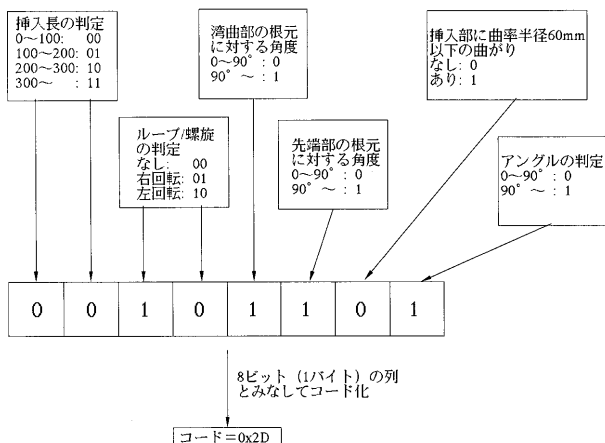 挿入長の判定
0～100: 00
100～200: 01
200～300: 10
300～ : 11
ループ/螺旋
の判定
なし: 00
右回転: 01
左回転: 10
湾曲部の根元
に対する角度
0～90°: 0
90°～ : 1
先端部の根元
に対する角度
0～90°: 0
90°～ : 1
挿入部に曲率半径60mm
以下の曲がり
なし: 0
あり: 1
アングルの判定
0～90°: 0
90°～ : 1
0 0 1 0 1 1 0 1
8ビット（1バイト）の列
とみなしてコード化
コード＝0x2D